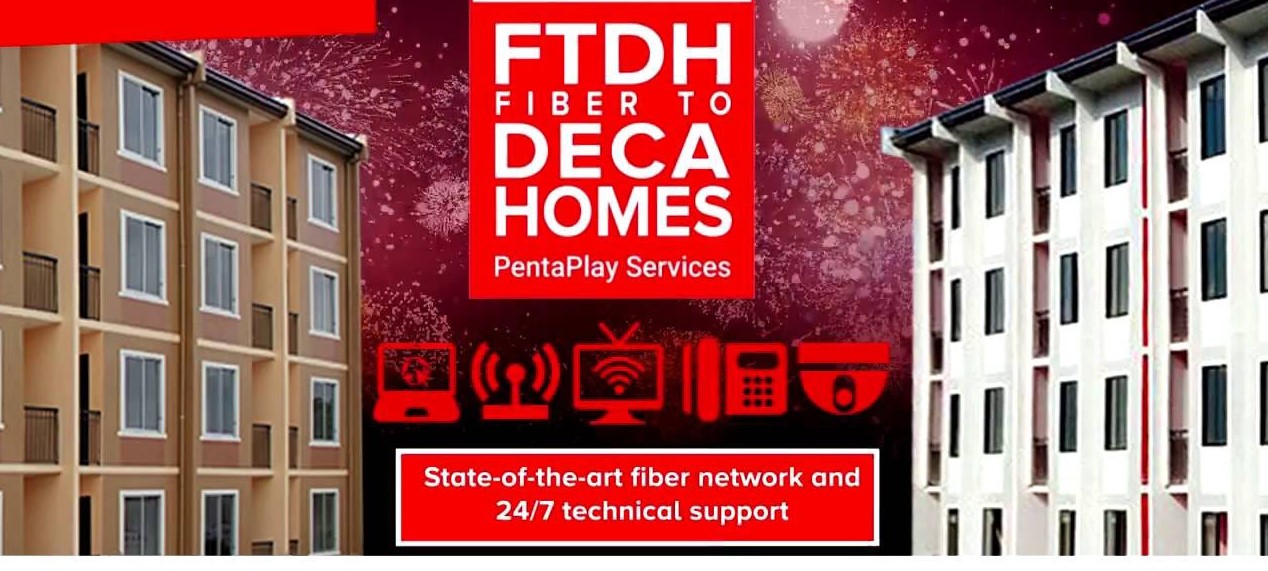 FTDH
FIBER TO
DECA
HOMES
PentaPlay Services
State-of-the-art fiber network and
24/7 technical support